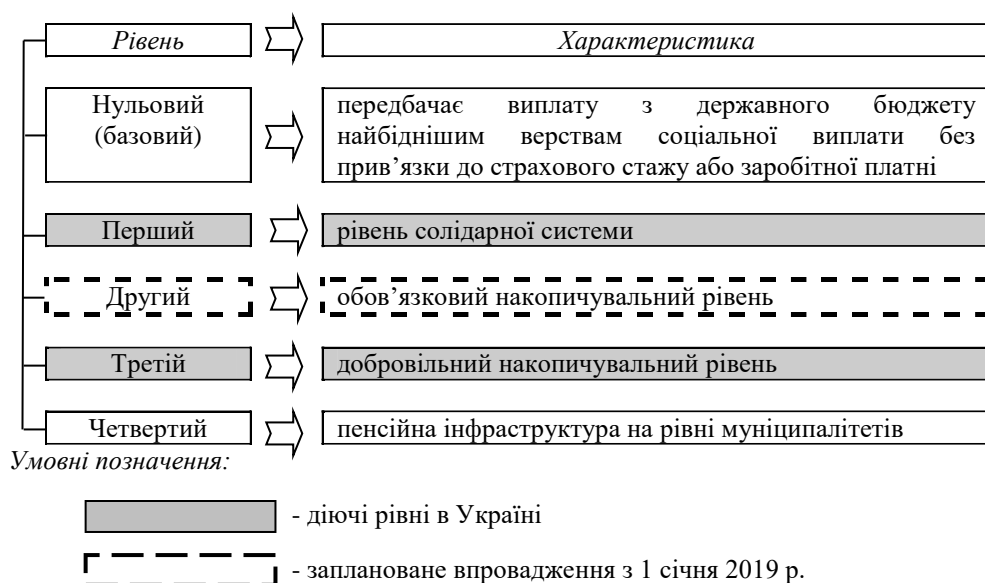 Рівень
Характеристика
Нульовий
(базовий)
передбачає виплату з державного бюджету
найбіднішим верствам соціальної виплати без
прив’язки до страхового стажу або заробітної платні
Перший
рівень солідарної системи
Другий
обов’язковий накопичувальний рівень
Третій
добровільний накопичувальний рівень
Четвертий
пенсійна інфраструктура на рівні муніципалітетів
Умовні позначення:
- діючі рівні в Україні
- заплановане впровадження з 1 січня 2019 р.